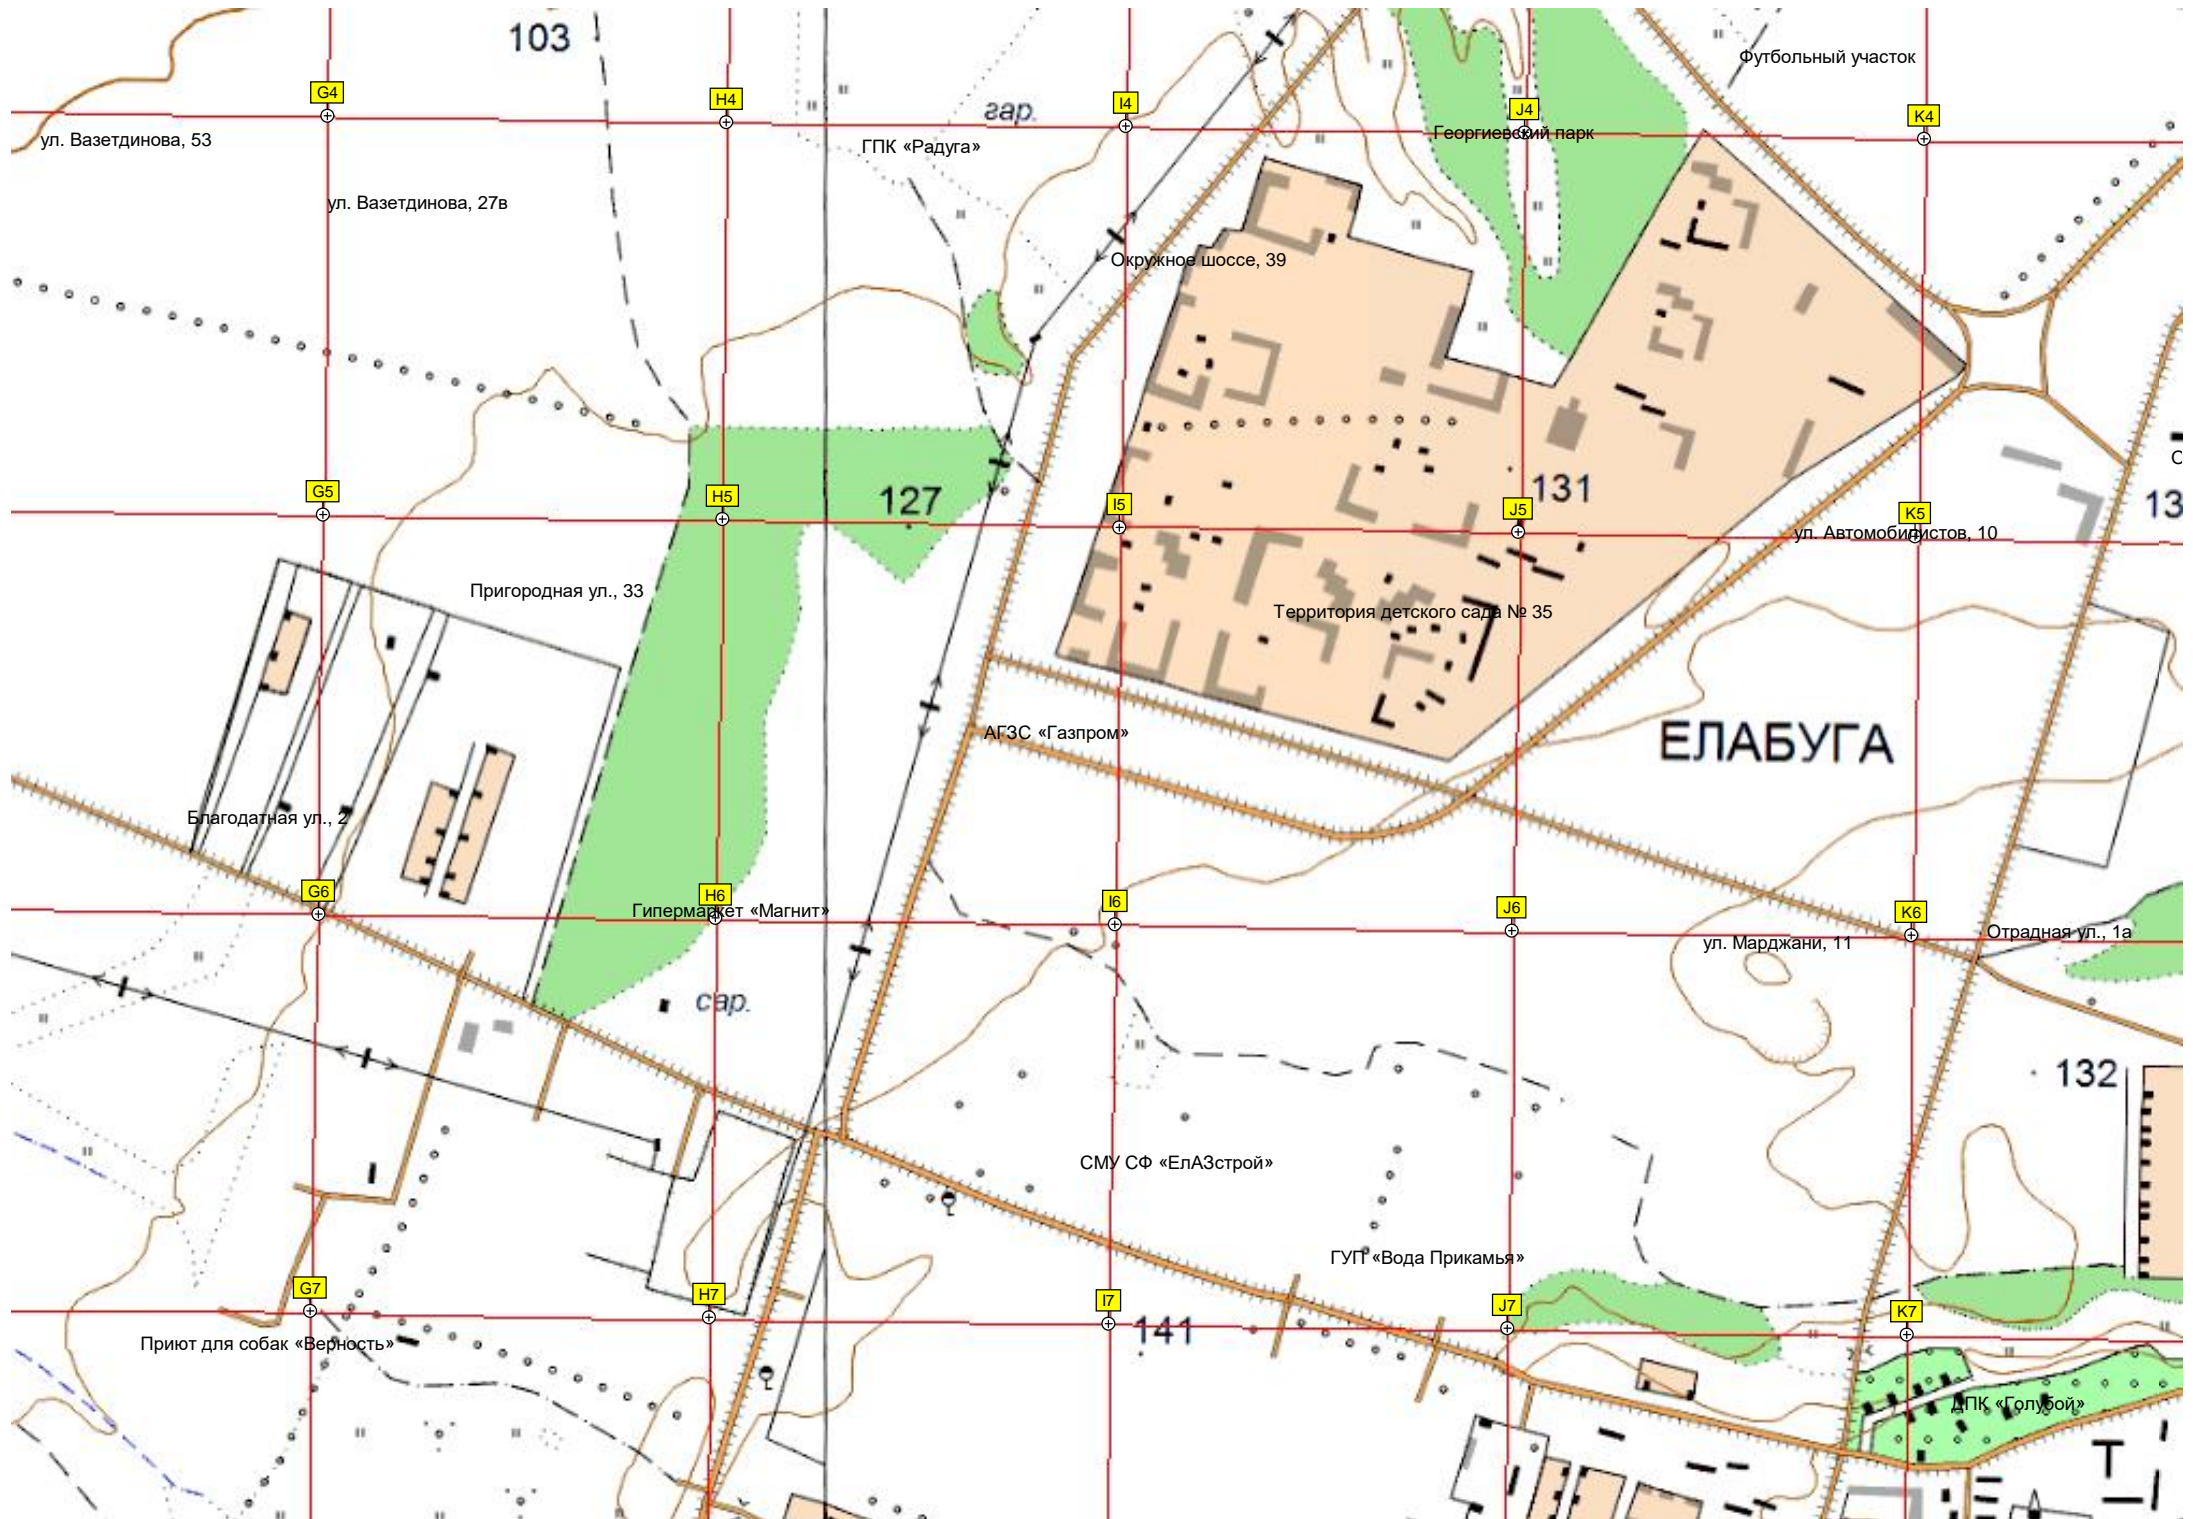 103
Футбольный участок
G4
H4
I4
J4
K4
гар.
ул. Вазетдинова, 53
ГПК «Радуга»
Георгиевский парк
ул. Вазетдинова, 27в
Окружное шоссе, 39
G5
H5
127
I5
J5
131
K5
13
ул. Автомобилистов, 10
Пригородная ул., 33
Территория детского сада № 35
АГЗС «Газпром»
ЕЛАБУГА
Благодатная ул., 2
G6
H6
I6
J6
K6
Гипермаркет «Магнит»
ул. Марджани, 11
Отрадная ул., 1а
сар.
132
СМУ СФ «ЕлАЗстрой»
ГУП «Вода Прикамья»
G7
H7
I7
J7
K7
141
Приют для собак «Верность»
ДПК «Голубой»